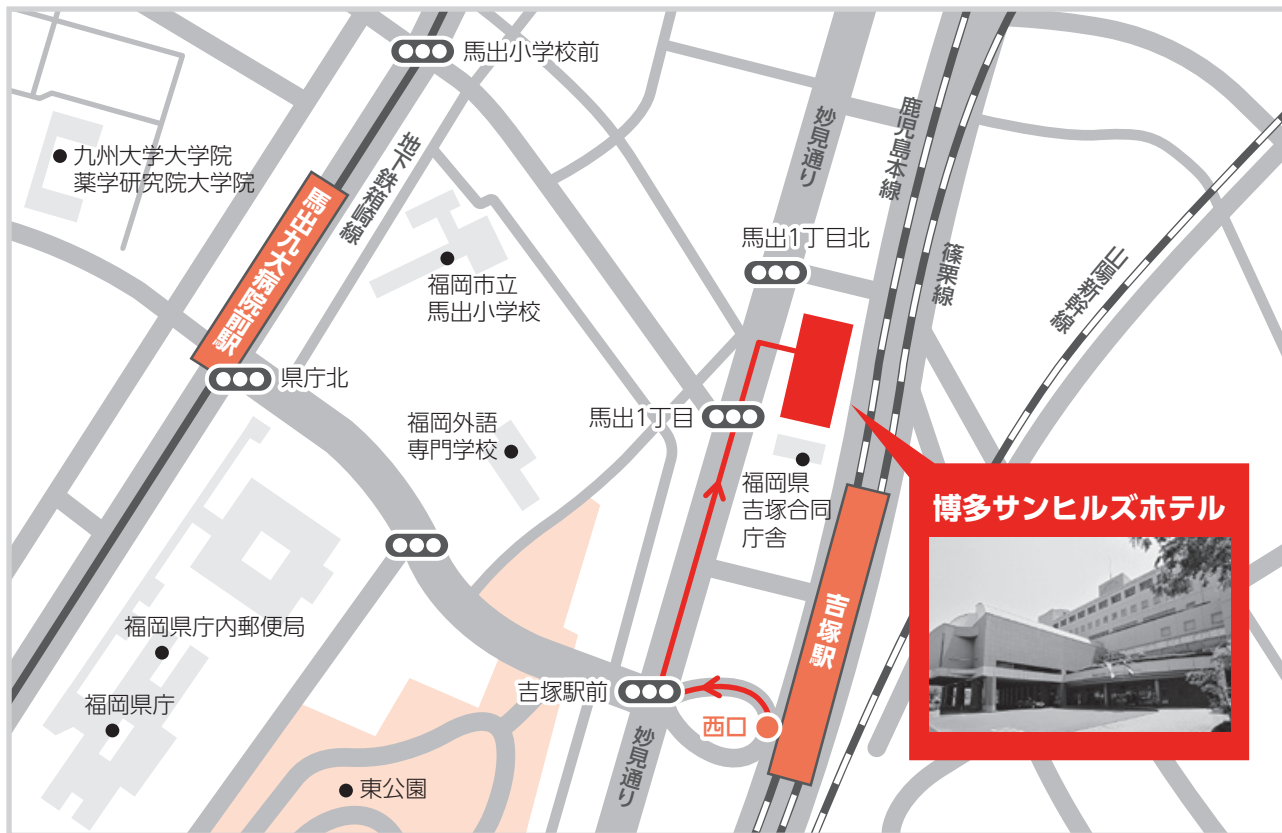 馬出小学校前
九州大学大学院
薬学研究院大学院
地下鉄箱崎線
妙見通り
鹿児島本線
馬出九大病院前駅
福岡市立
馬出小学校
馬出1丁目北
篠栗線
山陽新幹線
県庁北
馬出1丁目
福岡外語
専門学校
福岡県
吉塚合同
庁舎
博多サンヒルズホテル
吉塚駅
福岡県庁内郵便局
福岡県庁
吉塚駅前
西口
妙見通り
東公園